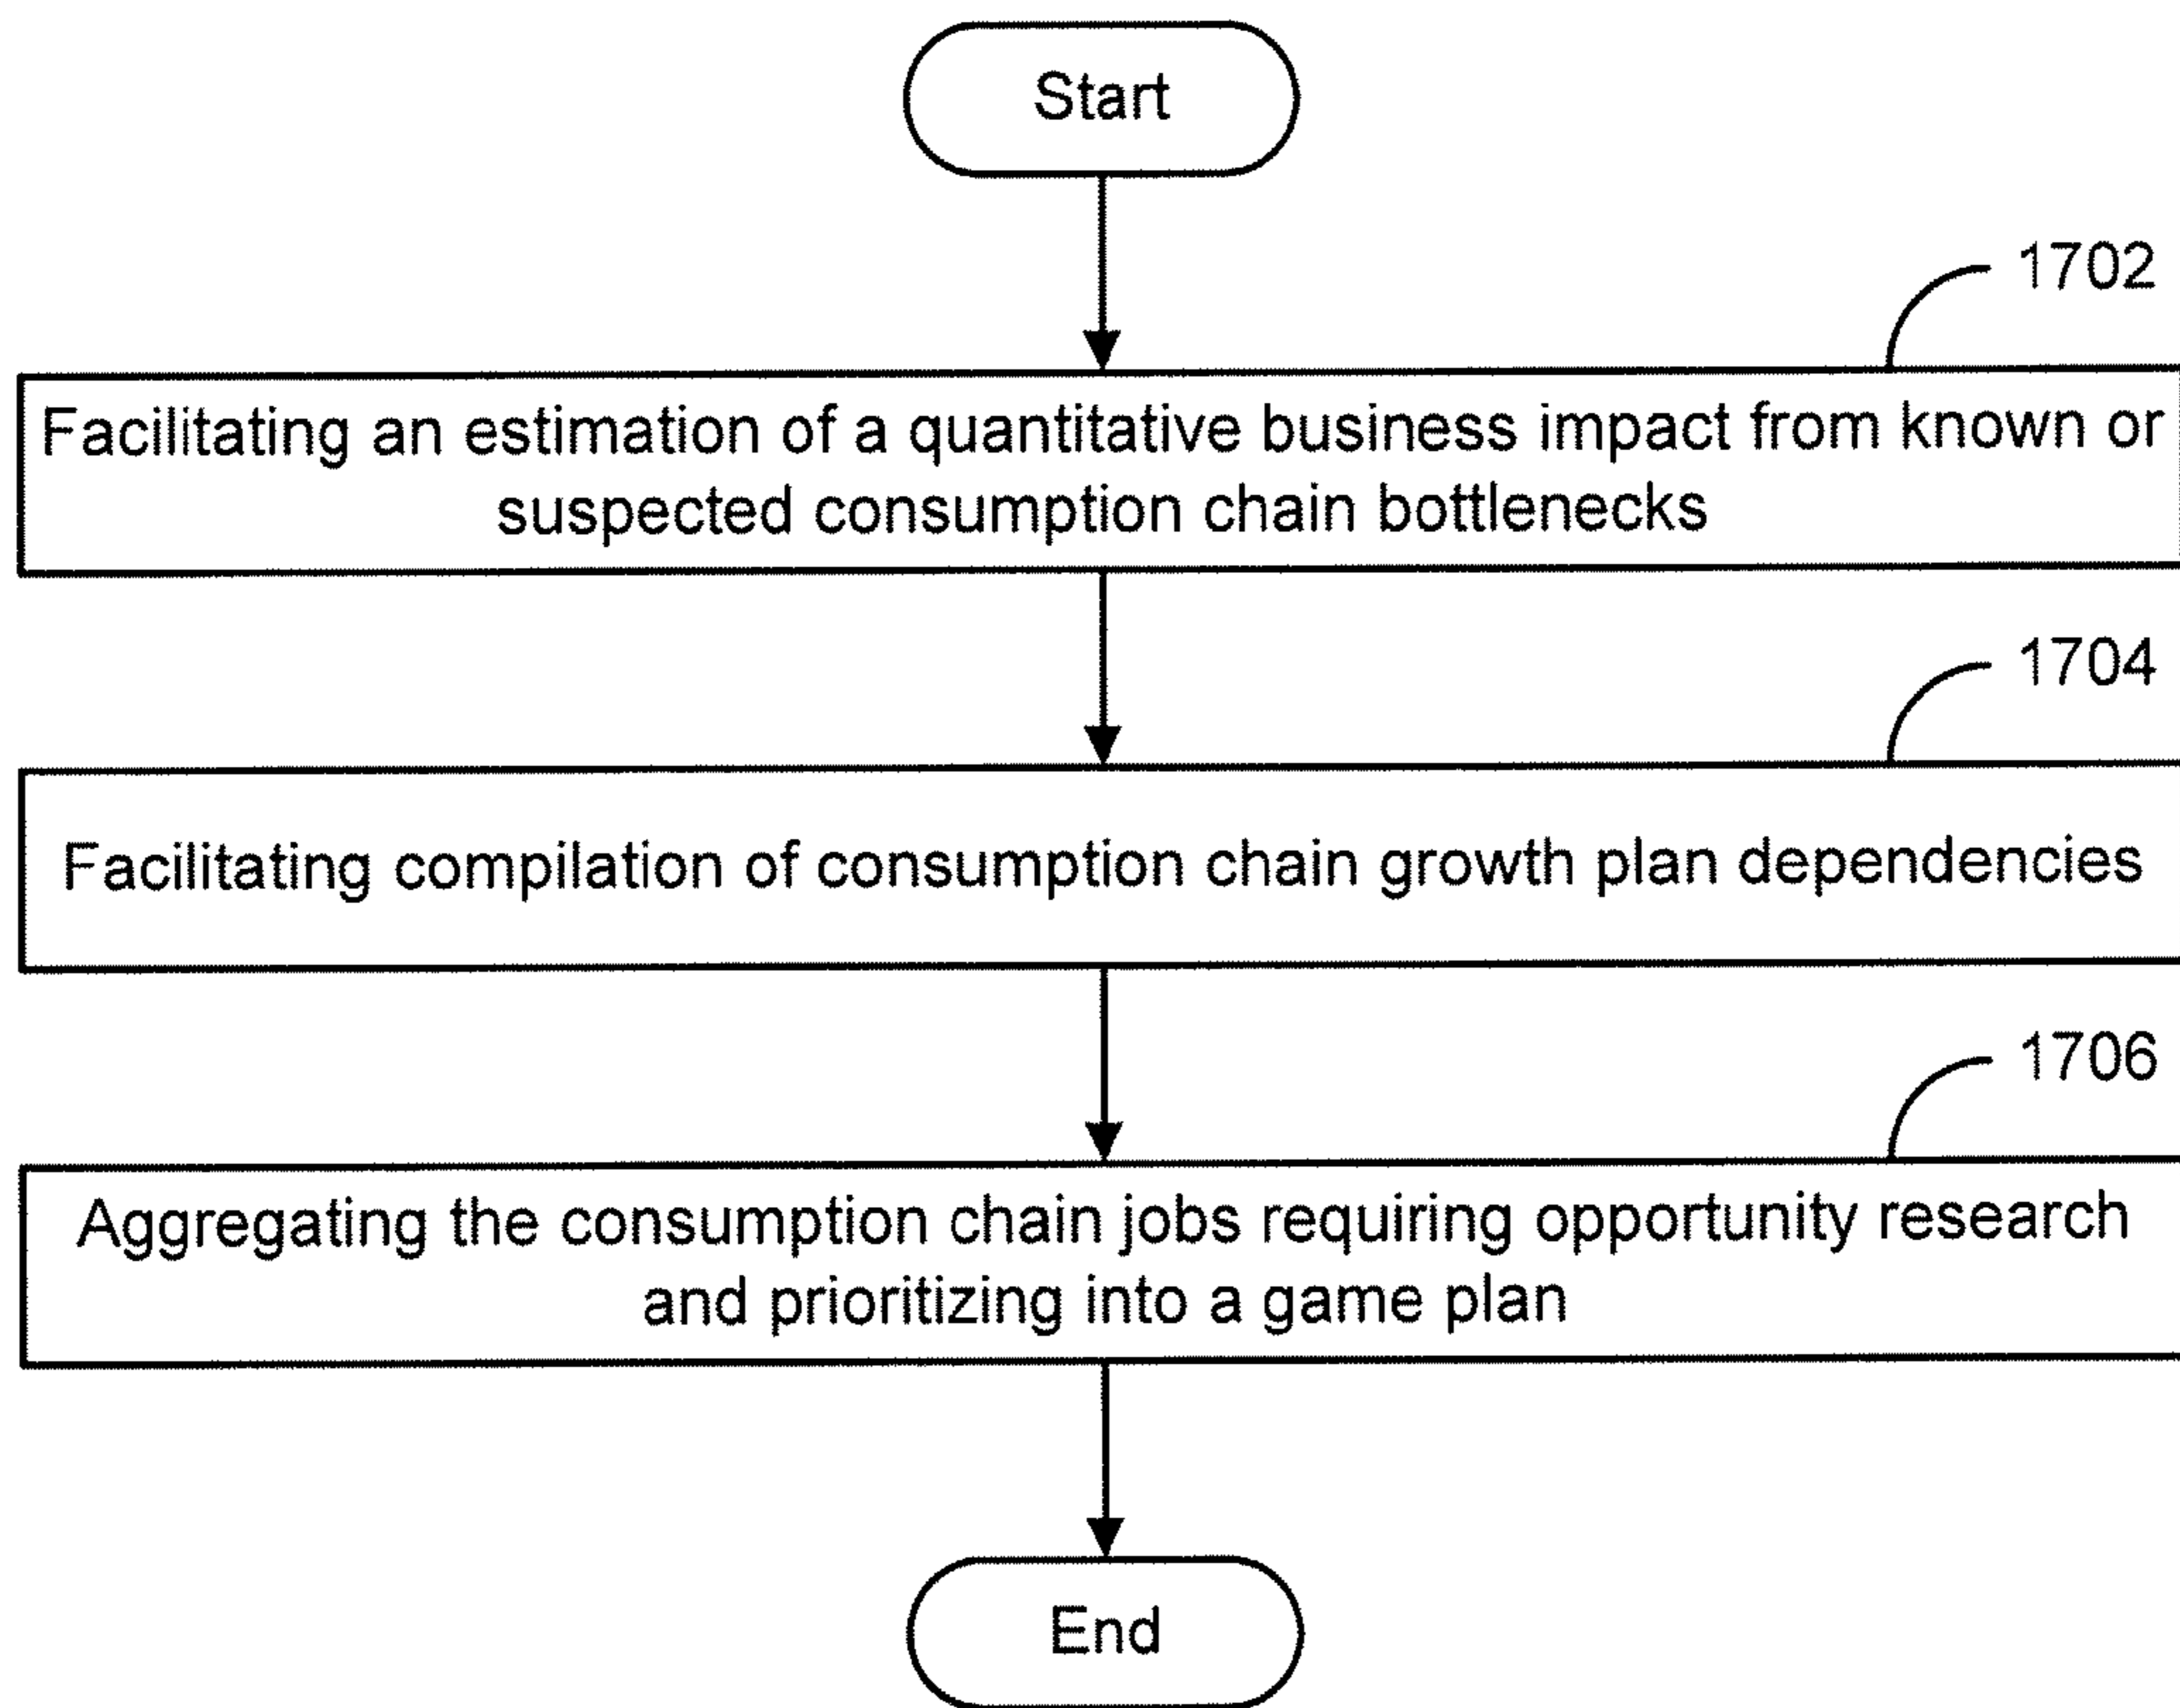 Start
1702
Facilitating an estimation of a quantitative business impact from known or
suspected consumption chain bottlenecks
1704
Facilitating compilation of consumption chain growth plan dependencies
1706
Aggregating the consumption chain jobs requiring opportunity research
and prioritizing into a game plan
End